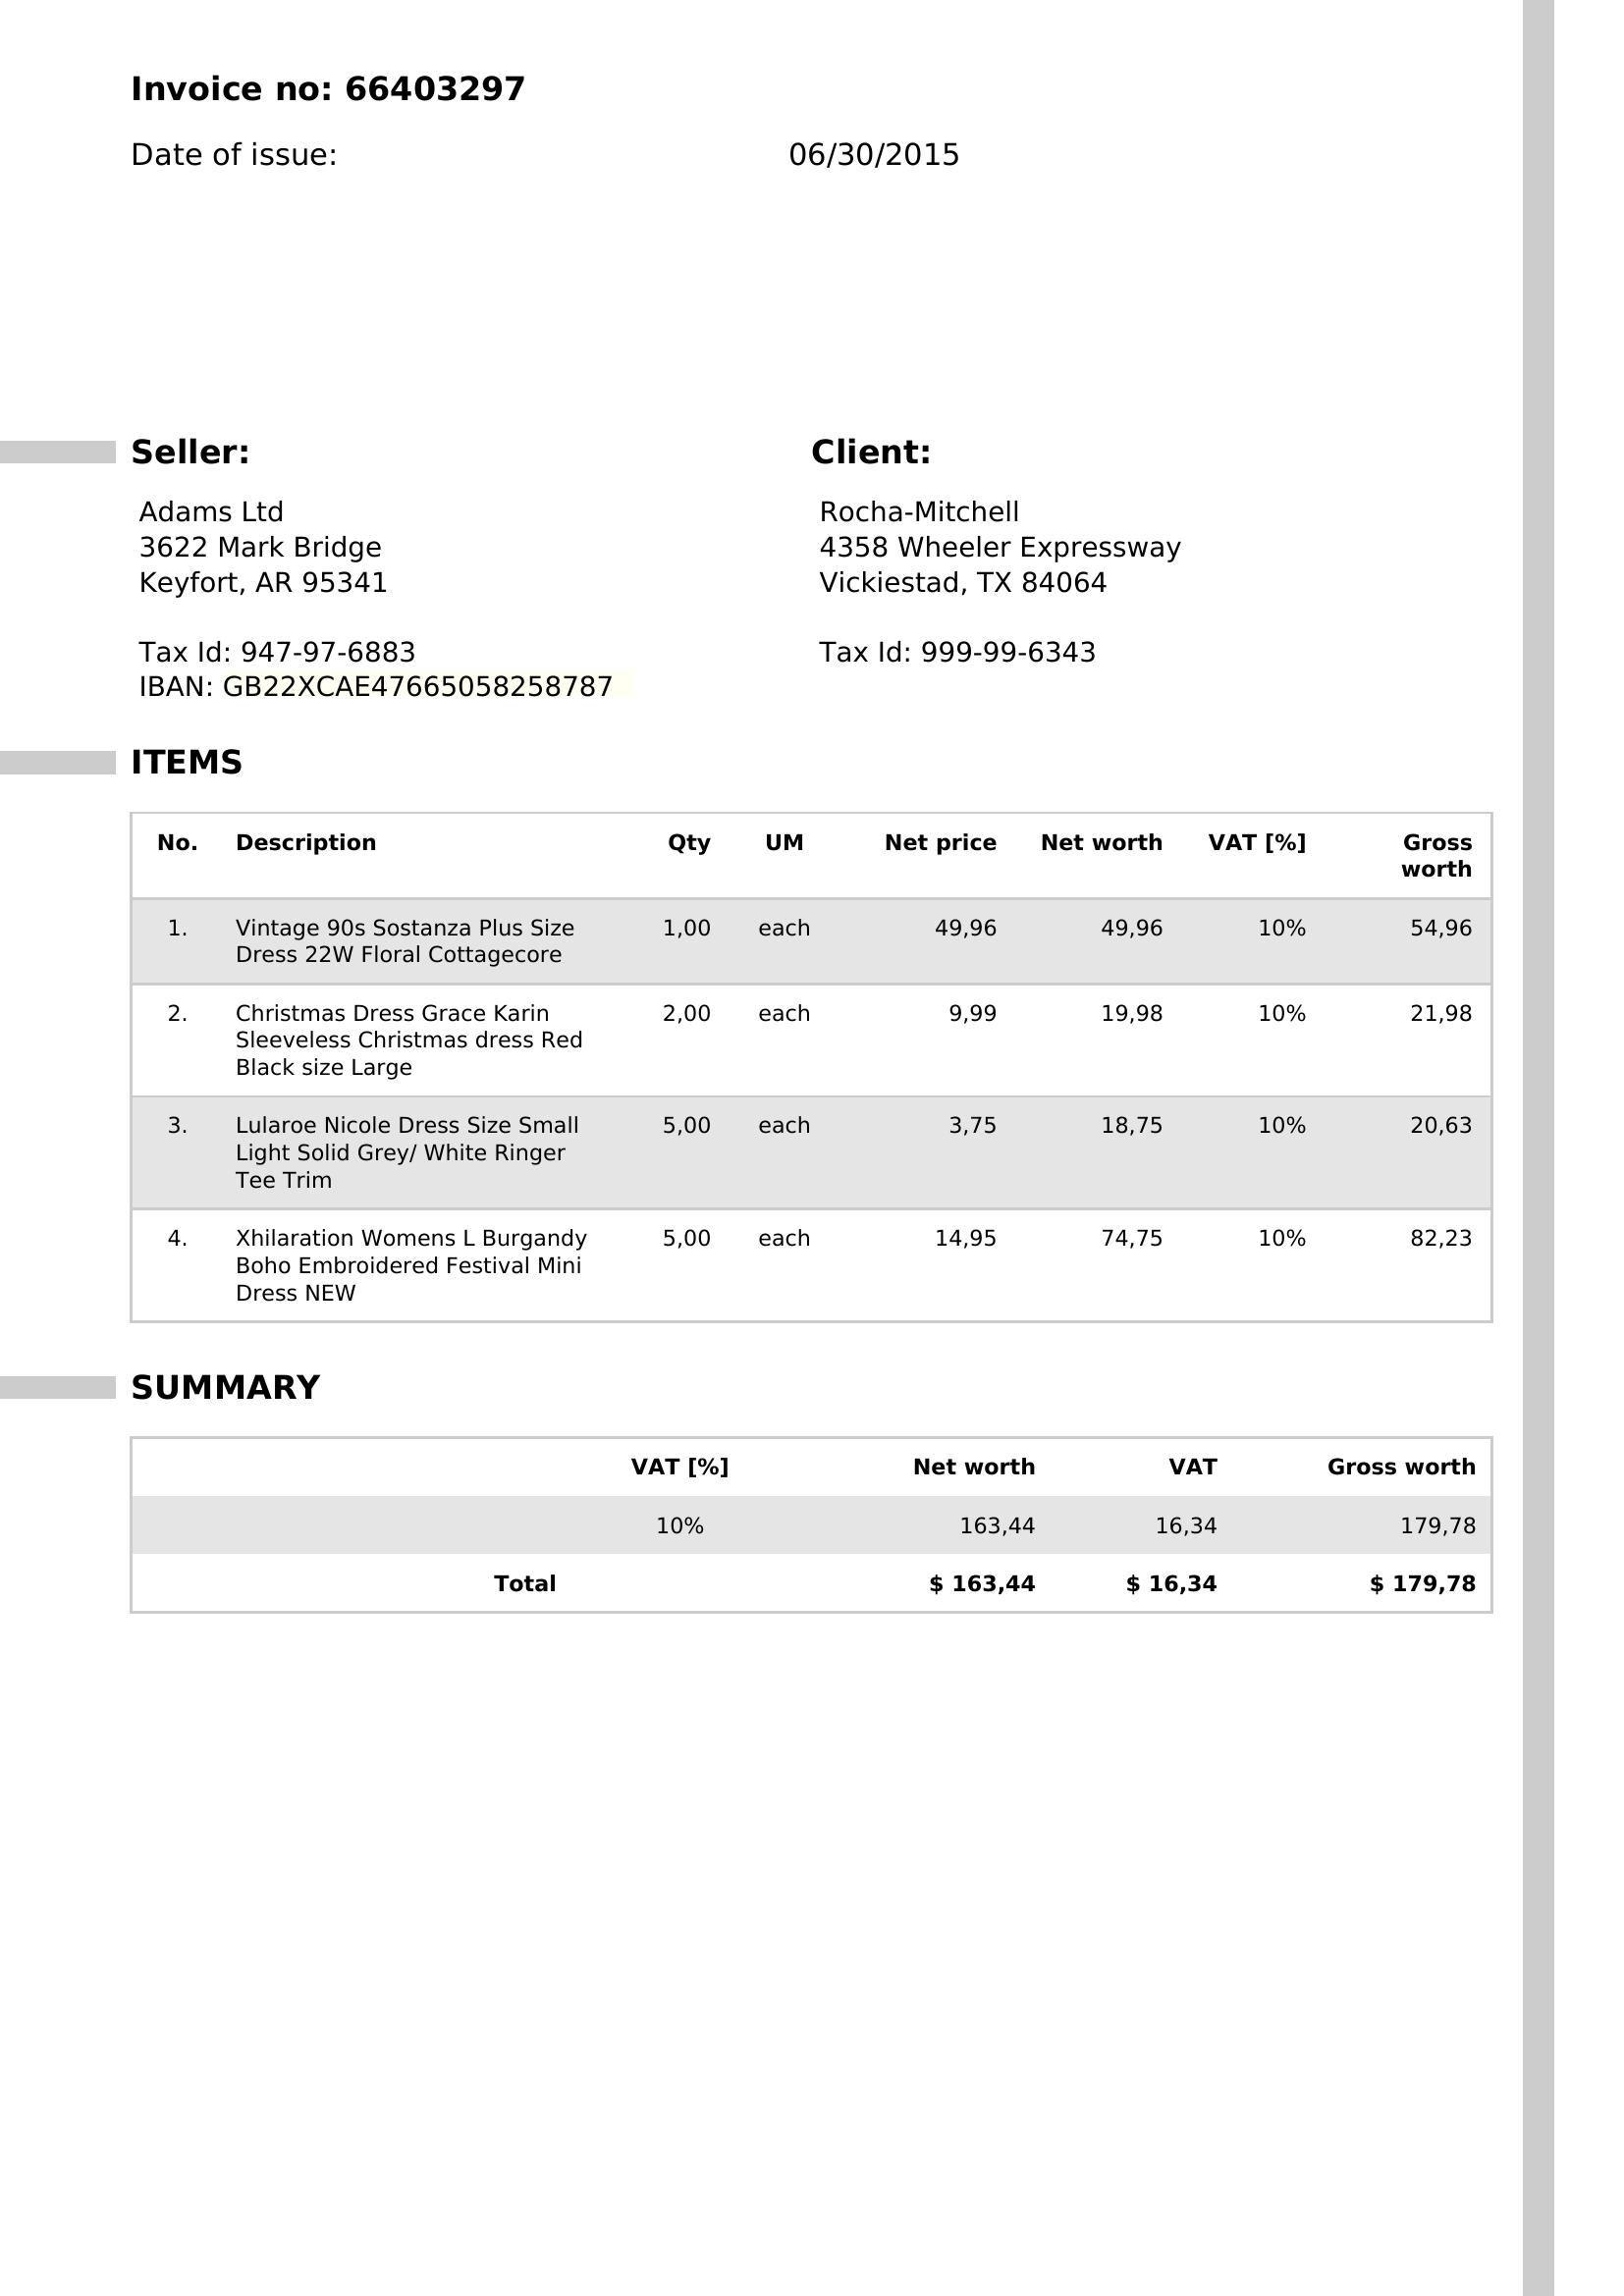 Invoice no: 66403297
Date of issue: 06/30/2015
Seller:
Adams Ltd
3622 Mark Bridge
Keyfort, AR 95341
Tax Id: 947-97-6883
IBAN: GB22XCAE47665058258787
Client:
Rocha-Mitchell
4358 Wheeler Expressway
Vickiestad, TX 84064
Tax Id: 999-99-6343
ITEMS
No. Description Qty UM Net price Net worth VAT [%] Gross
worth
1. Vintage 90s Sostanza Plus Size 1,00 each 49,96 49,96 10% 54,96
Dress 22W Floral Cottagecore
2. Christmas Dress Grace Karin 2,00 each 9,99 19,98 10% 21,98
Sleeveless Christmas dress Red
Black size Large
3. Lularoe Nicole Dress Size Small 5,00 each 3,75 18,75 10% 20,63
Light Solid Grey/ White Ringer
Tee Trim
4. Xhilaration Womens L Burgandy 5,00 each 14,95 74,75 10% 82,23
Boho Embroidered Festival Mini
Dress NEW
SUMMARY
VAT [%] Net worth VAT Gross worth
10% 163,44 16,34 179,78
Total $ 163,44 $ 16,34 $ 179,78